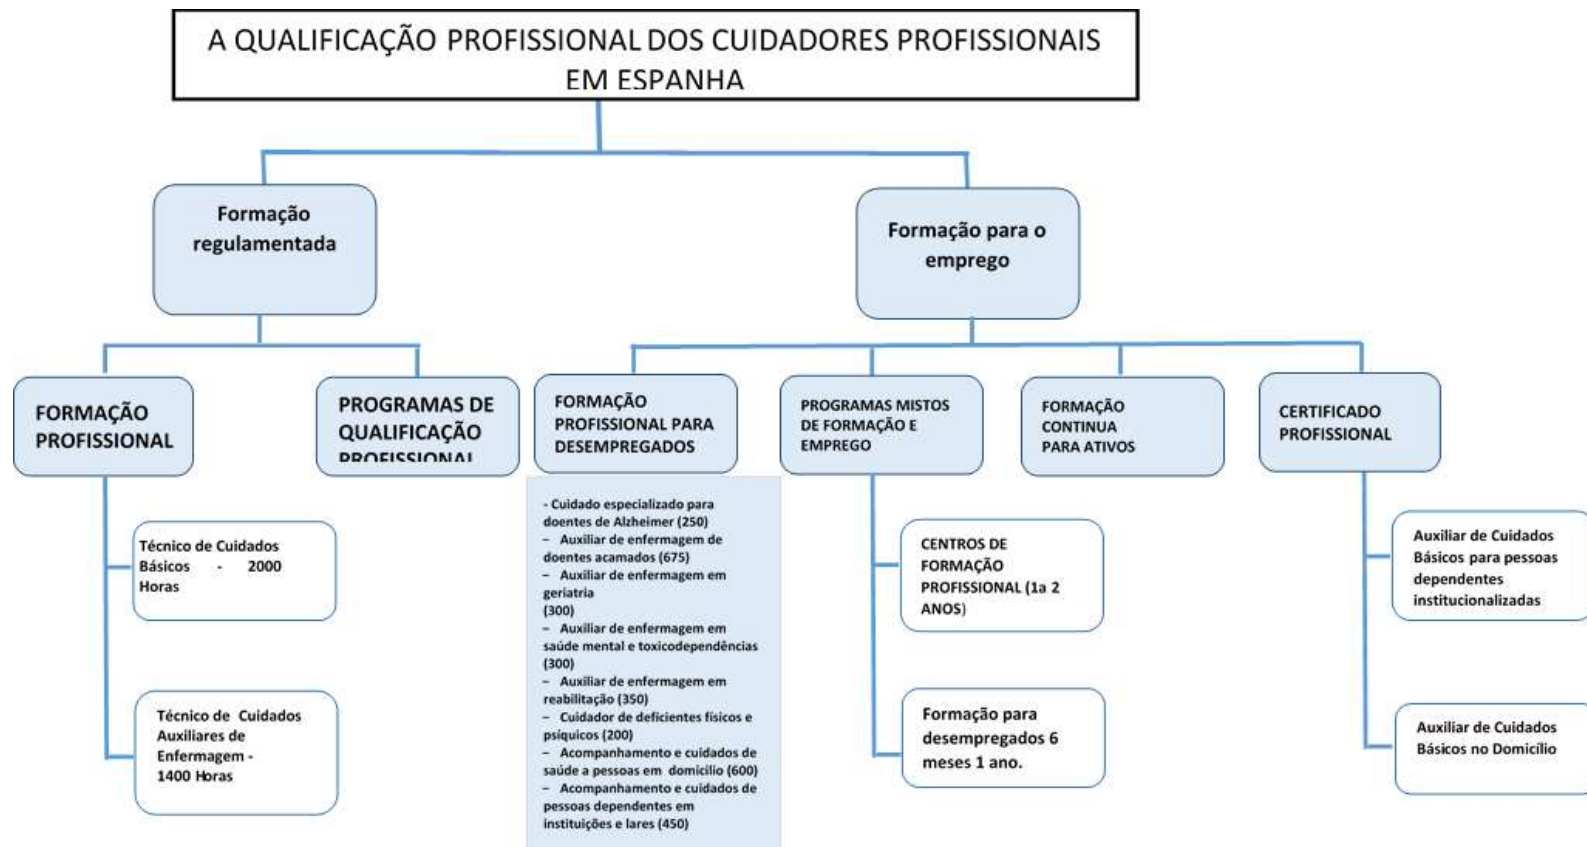 A QUALIFICAÇÃO PROFISSIONAL DOS CUIDADORES PROFISSIONAIS
EM ESPANHA
Formação
regulamentada
Formação para o
emprego
FORMAÇÃO
PROFISSIONAL
PROGRAMAS DE
QUALIFICAÇÃO
PROFISSIONAL
FORMAÇÃO
PROFISSIONAL PARA
DESEMPREGADOS
PROGRAMAS MISTOS
DE FORMAÇÃO E
EMPREGO
FORMAÇÃO
CONTINUA
PARA ATIVOS
CERTIFICADO
PROFISSIONAL
Técnico de Cuidados
Básicos - 2000
Horas
Técnico de Cuidados
Auxiliares de
Enfermagem -
1400 Horas
- Cuidado especializado para
doentes de Alzheimer (250)
– Auxiliar de enfermagem de
doentes acamados (675)
– Auxiliar de enfermagem em
geriatria
(300)
– Auxiliar de enfermagem em
saúde mental e toxicodependências
(300)
– Auxiliar de enfermagem em
reabilitação (350)
– Cuidador de deficientes físicos e
psíquicos (200)
– Acompanhamento e cuidados de
saúde a pessoas em domicilio (600)
– Acompanhamento e cuidados de
pessoas dependentes em
instituições e lares (450)
CENTROS DE
FORMAÇÃO
PROFISSIONAL (1a 2
ANOS)
Formação para
desempregados 6
meses 1 ano.
Auxiliar de Cuidados
Básicos para pessoas
dependentes
institucionalizadas
Auxiliar de Cuidados
Básicos no Domicílio